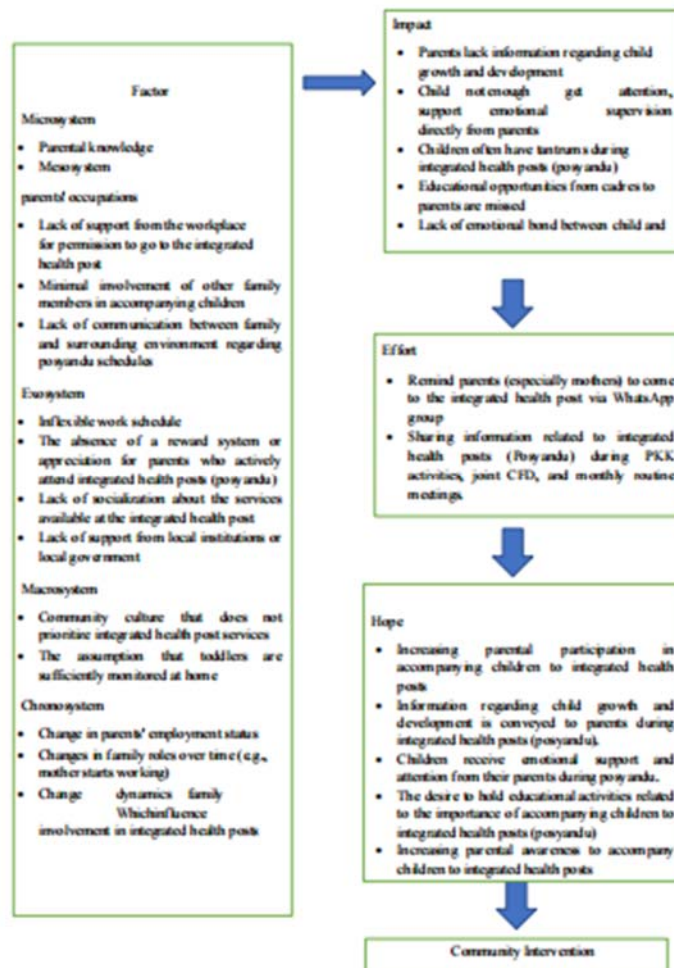 Factor
Microsystem
• Parental knowledge
• Mesosystem
parents' occupations
• Lack of support from the workplace
for permission to go to the integrated
health post
• Minimal involvement of other family
members in accompanying children
• Lack of communication between family
and surrounding environment regarding
posyandu schedules
Exosystem
• Inflexible work schedule
• The absence of a reward system or
appreciation for parents who actively
attend integrated health posts (posyandu)
• Lack of socialization about the services
available at the integrated health post
• Lack of support from local institutions or
local government
Macrosystem
• Community culture that does not
prioritize integrated health post services
• The assumption that toddlers are
sufficiently monitored at home
Chronosystem
• Change in parents' employment status
• Changes in family roles over time (e.g.,
mother starts working)
• Change dynamics family
Whichinfluence
involvement in integrated health posts
Impact
• Parents lack information regarding child
growth and development
• Child not enough get attention,
support emotional supervision
directly from parents
• Children often have tantrums during
integrated health posts (posyandu)
• Educational opportunities from cadres to
parents are missed
• Lack of emotional bond between child and
Effort
• Remind parents (especially mothers) to come
to the integrated health post via WhatsApp
group
• Sharing information related to integrated
health posts (Posyandu) during PKK
activities, joint CFD, and monthly routine
meetings.
Hope
• Increasing parental participation in
accompanying children to integrated health
posts
• Information regarding child growth and
development is conveyed to parents during
integrated health posts (posyandu).
• Children receive emotional support and
attention from their parents during posyandu.
• The desire to hold educational activities related
to the importance of accompanying children to
integrated health posts (posyandu)
• Increasing parental awareness to accompany
children to integrated health posts
Community Intervention